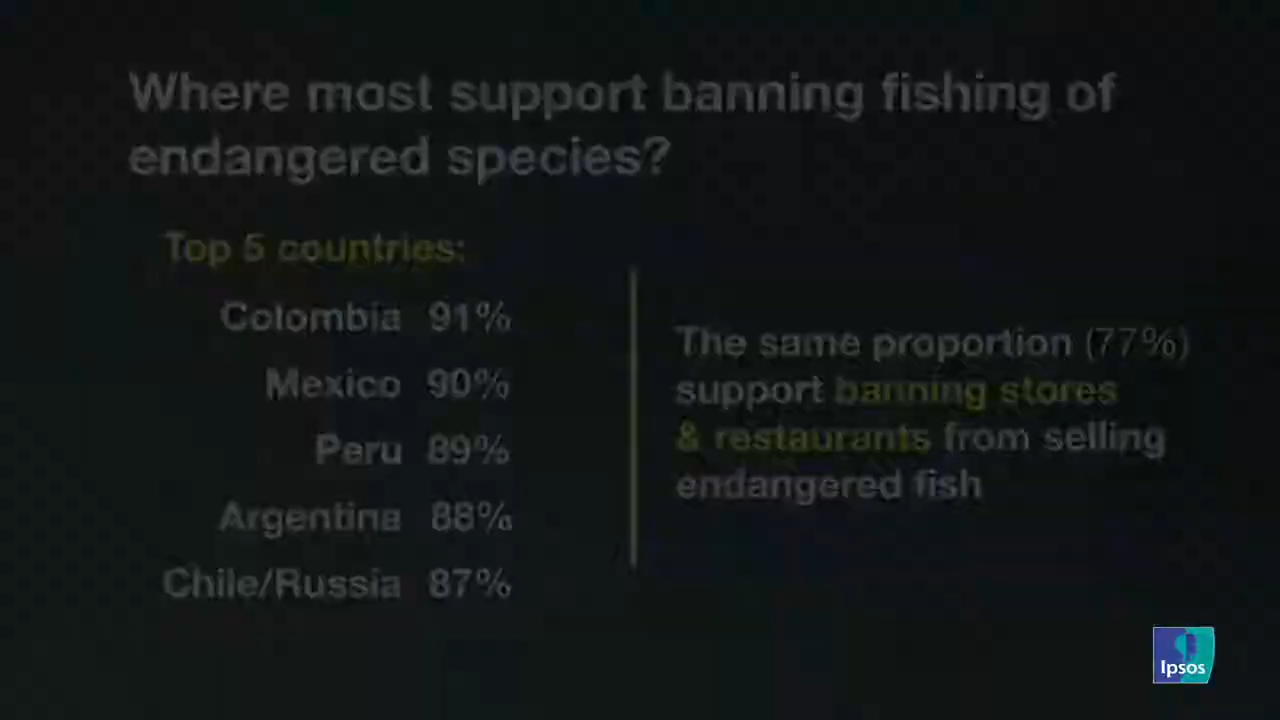 Where most support banning fishing of
endangered species?
Top 5 countries:
Colombia 91%
Mexico 90%
Peru 89%
Argentina 88%
Chile/Russia 87%
The same proportion (77%)
support banning stores
& restaurants from selling
endangered fish
Ipsos